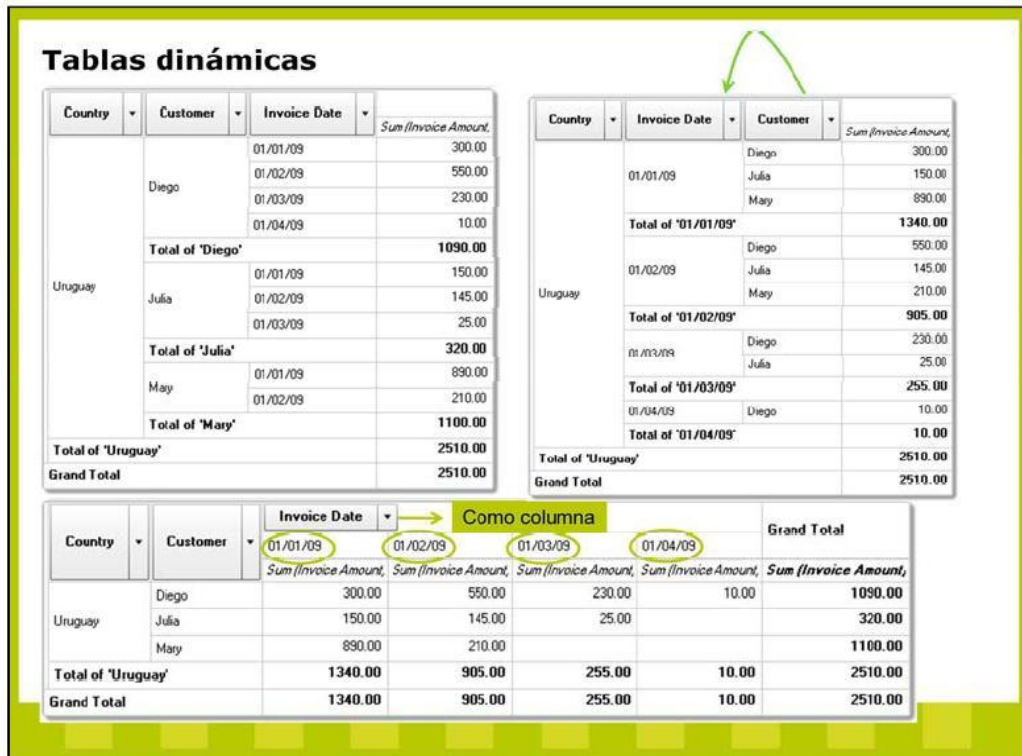 Tablas dinámicas
Country Customer Invoice Date
Sum (Invoice Amount,
Uruguay Diego 01/01/09 300.00
01/02/09 550.00
01/03/09 230.00
01/04/09 10.00
Total of 'Diego' 1090.00
Julia 01/01/09 150.00
01/02/09 145.00
01/03/09 25.00
Total of 'Julia' 320.00
Mary 01/01/09 890.00
01/02/09 210.00
Total of 'Mary' 1100.00
Total of 'Uruguay' 2510.00
Grand Total 2510.00
Country Invoice Date Customer
Sum (Invoice Amount,
Uruguay 01/01/09 Diego 300.00
Julia 150.00
Mary 890.00
Total of '01/01/09' 1340.00
01/02/09 Diego 550.00
Julia 145.00
Mary 210.00
Total of '01/02/09' 905.00
01/03/09 Diego 230.00
Julia 25.00
Total of '01/03/09' 255.00
01/04/09 Diego 10.00
Total of '01/04/09' 10.00
Total of 'Uruguay' 2510.00
Grand Total 2510.00
Invoice Date Como columna
Country Customer Grand Total
01/01/09 01/02/09 01/03/09 01/04/09
Sum (Invoice Amount, Sum (Invoice Amount, Sum (Invoice Amount, Sum (Invoice Amount, Sum (Invoice Amount,
Uruguay Diego 300.00 550.00 230.00 10.00 1090.00
Julia 150.00 145.00 25.00 320.00
Mary 890.00 210.00 1100.00
Total of 'Uruguay' 1340.00 905.00 255.00 10.00 2510.00
Grand Total 1340.00 905.00 255.00 10.00 2510.00